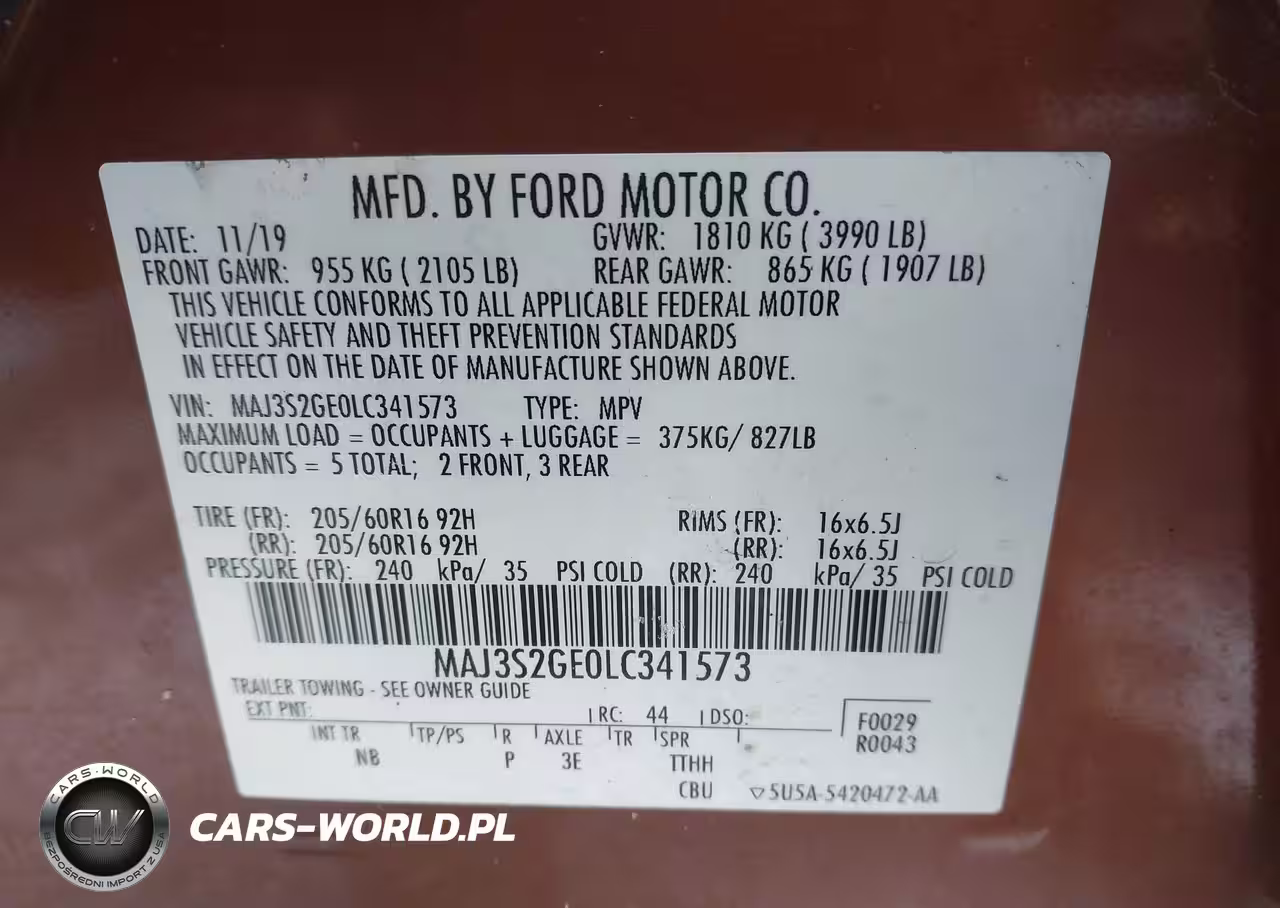 MFD. BY FORD MOTOR CO.
DATE: 11/19 GVWR: 1810 KG ( 3990 LB)
FRONT GAWR: 955 KG ( 2105 LB) REAR GAWR: 865 KG ( 1907 LB)
THIS VEHICLE CONFORMS TO ALL APPLICABLE FEDERAL MOTOR
VEHICLE SAFETY AND THEFT PREVENTION STANDARDS
IN EFFECT ON THE DATE OF MANUFACTURE SHOWN ABOVE.
VIN: MAJ3S2GE0LC341573 TYPE: MPV
MAXIMUM LOAD = OCCUPANTS + LUGGAGE = 375KG/ 827LB
OCCUPANTS = 5 TOTAL; 2 FRONT, 3 REAR
TIRE (FR): 205/60R16 92H RIMS (FR): 16x6.5J
(RR): 205/60R16 92H (RR): 16x6.5J
PRESSURE (FR): 240 kPa/ 35 PSI COLD (RR): 240 kPa/ 35 PSI COLD
MAJ3S2GE0LC341573
TRAILER TOWING - SEE OWNER GUIDE
EXT PNT: RC: 44 DSO: F0029
INT TR TP/PS R AXLE TR SPR R0043
NB P 3E TTHH
CBU ▽5U5A-5420472-AA
CARS-WORLD
CW
BEZPOŚREDNI IMPORT Z USA
CARS-WORLD.PL